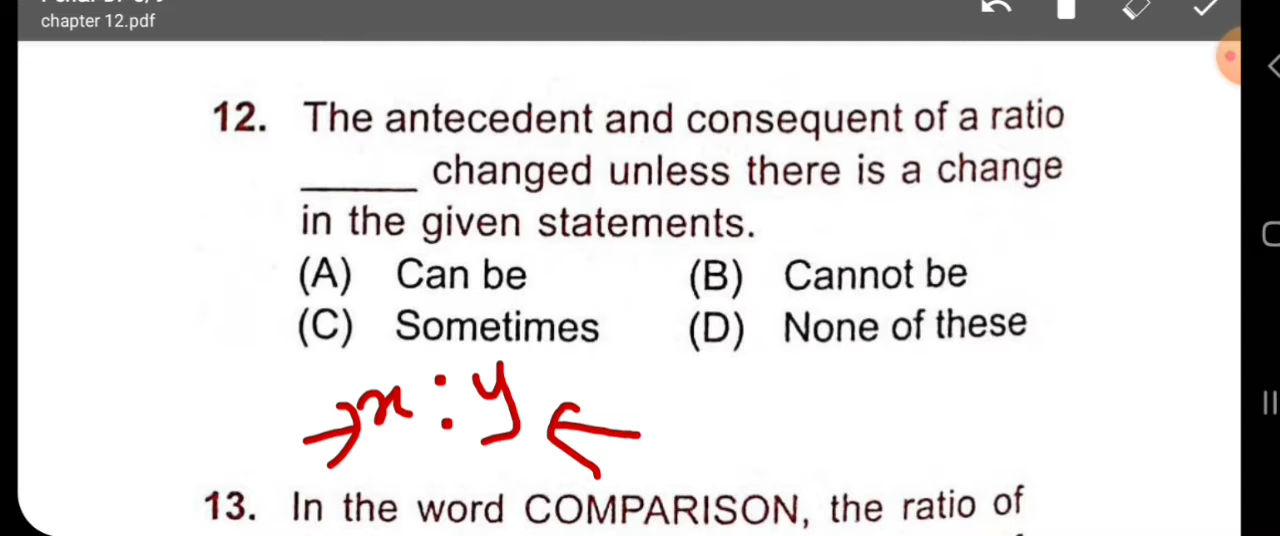 chapter 12.pdf
12. The antecedent and consequent of a ratio
______ changed unless there is a change
in the given statements.
(A) Can be (B) Cannot be
(C) Sometimes (D) None of these
x : y
13. In the word COMPARISON, the ratio of